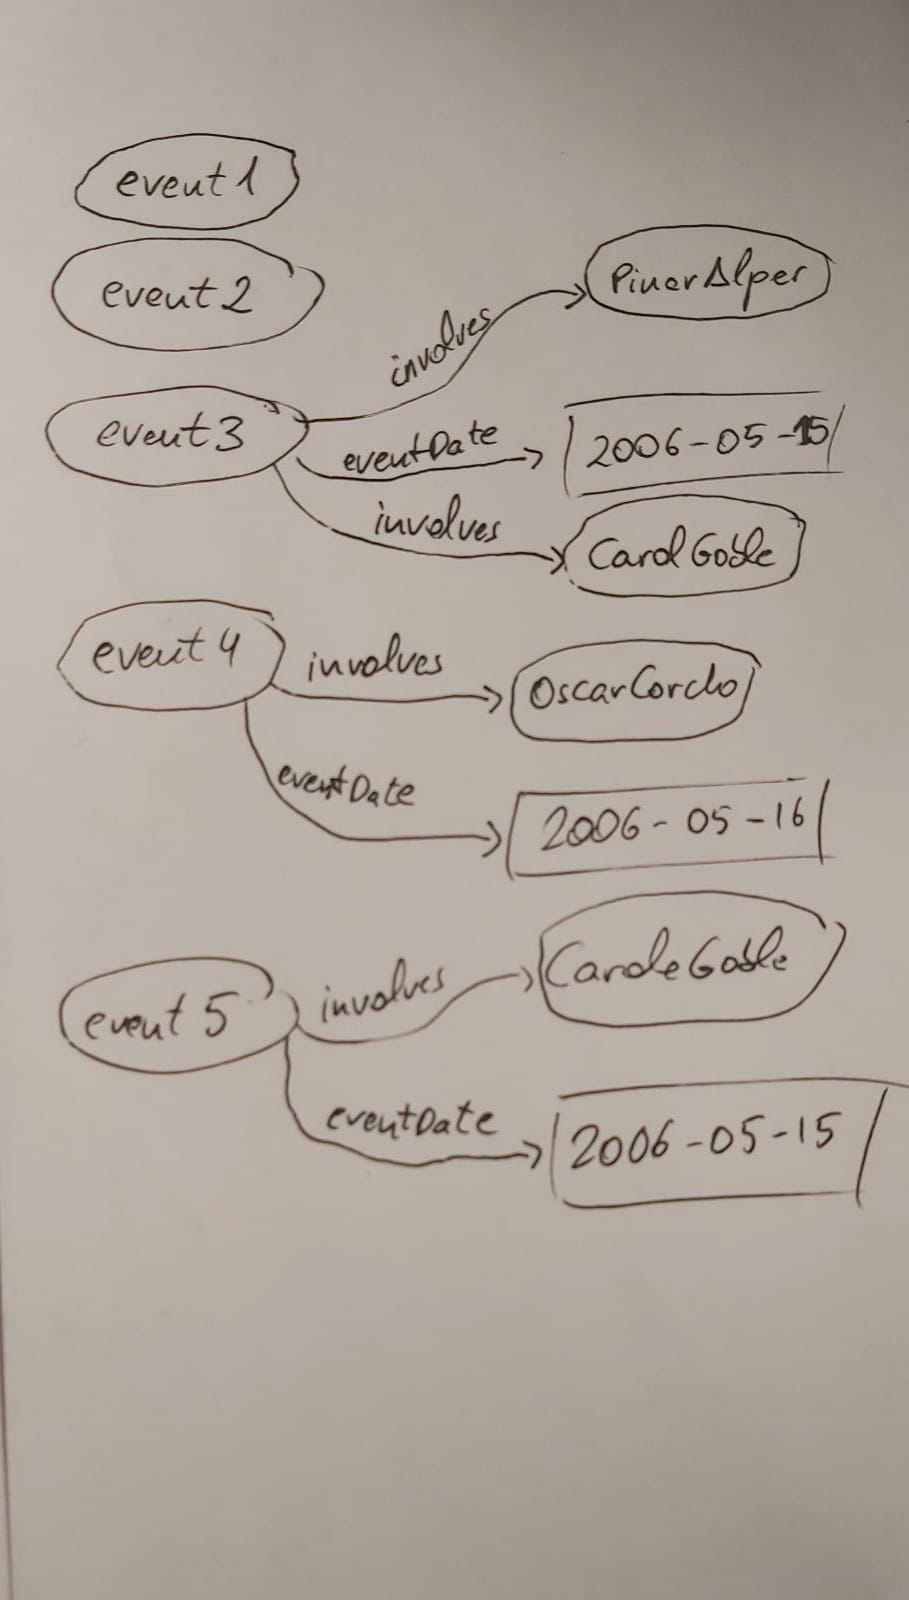 event1
event2
PinerAlper
involves
event3
eventDate
2006-05-15
involves
CarolGoble
event4
involves
OscarCorcho
eventDate
2006-05-16
CaroleGoble
involves
event5
eventDate
2006-05-15